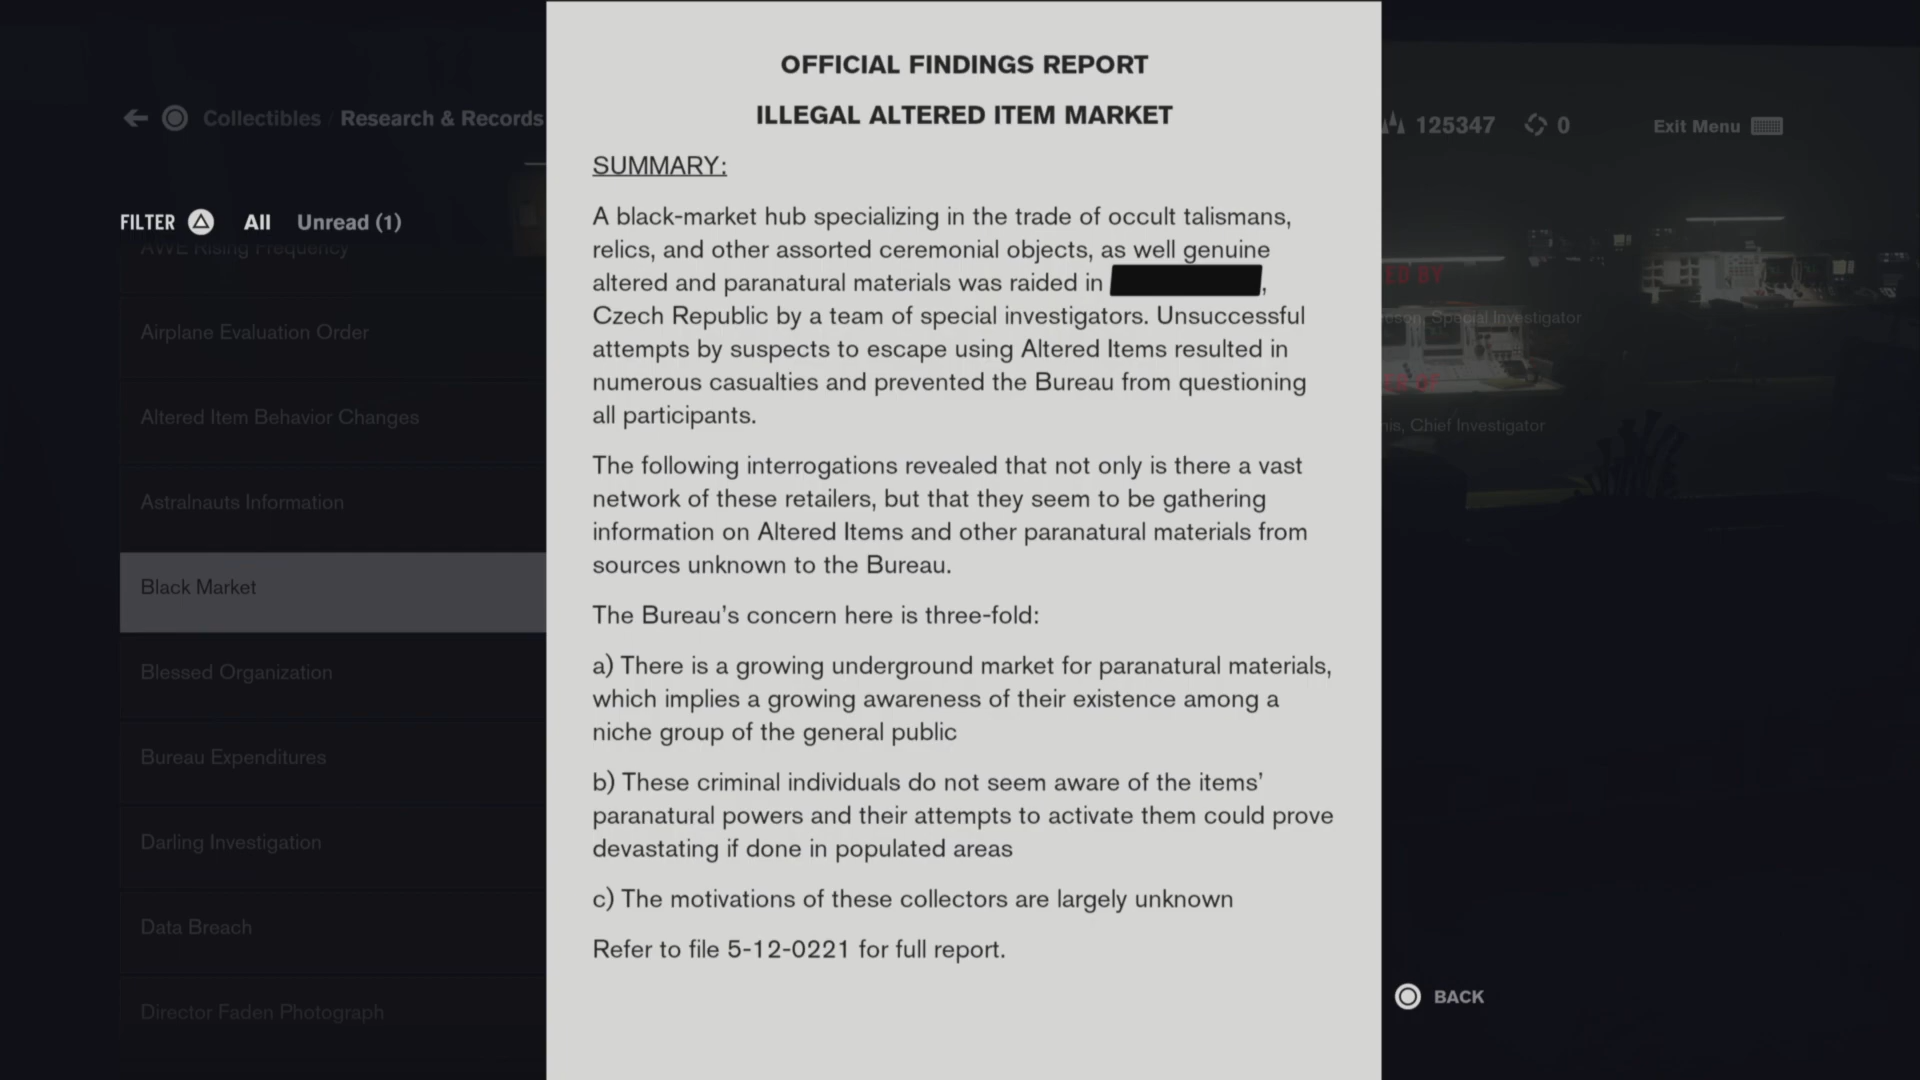 OFFICIAL FINDINGS REPORT
ILLEGAL ALTERED ITEM MARKET
Collectibles / Research & Records
125347
0
Exit Menu
SUMMARY:
FILTER All Unread (1)
A black-market hub specializing in the trade of occult talismans,
relics, and other assorted ceremonial objects, as well genuine
altered and paranatural materials was raided in ,
Czech Republic by a team of special investigators. Unsuccessful
attempts by suspects to escape using Altered Items resulted in
numerous casualties and prevented the Bureau from questioning
all participants.
The following interrogations revealed that not only is there a vast
network of these retailers, but that they seem to be gathering
information on Altered Items and other paranatural materials from
sources unknown to the Bureau.
The Bureau's concern here is three-fold:
a) There is a growing underground market for paranatural materials,
which implies a growing awareness of their existence among a
niche group of the general public
b) These criminal individuals do not seem aware of the items'
paranatural powers and their attempts to activate them could prove
devastating if done in populated areas
c) The motivations of these collectors are largely unknown
Refer to file 5-12-0221 for full report.
AWE Rising Frequency
Airplane Evaluation Order
Altered Item Behavior Changes
Astralnauts Information
Black Market
Blessed Organization
Bureau Expenditures
Darling Investigation
Data Breach
Director Faden Photograph
ED BY
Special Investigator
Chief Investigator
BACK